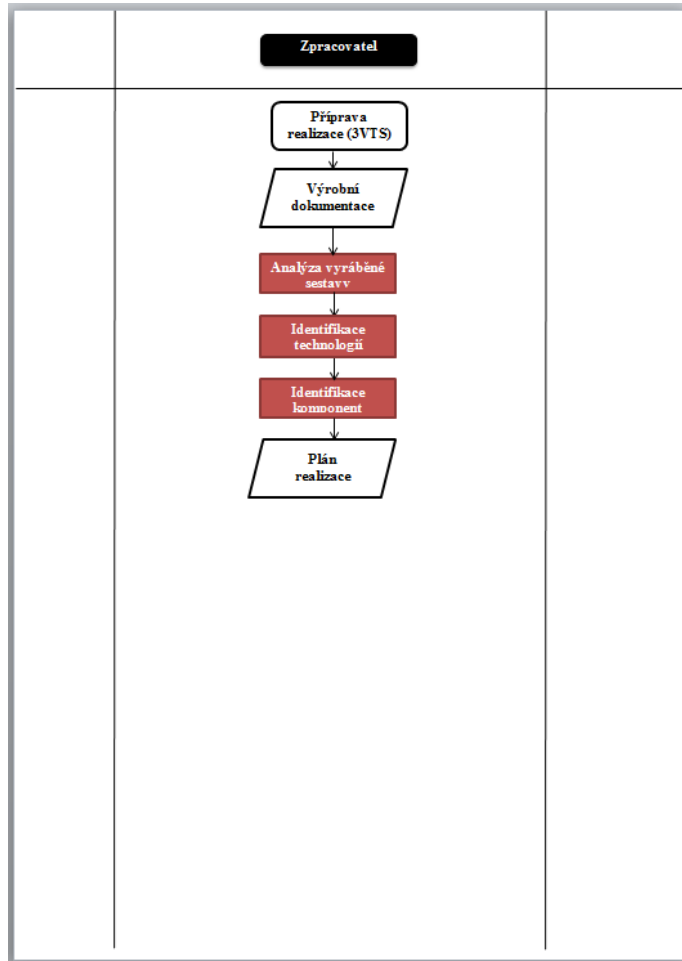 Zpracovatel
Příprava
realizace (3VTS)
Výrobní
dokumentace
Analýza vyráběné
sestavy
Identifikace
technologií
Identifikace
komponent
Plán
realizace